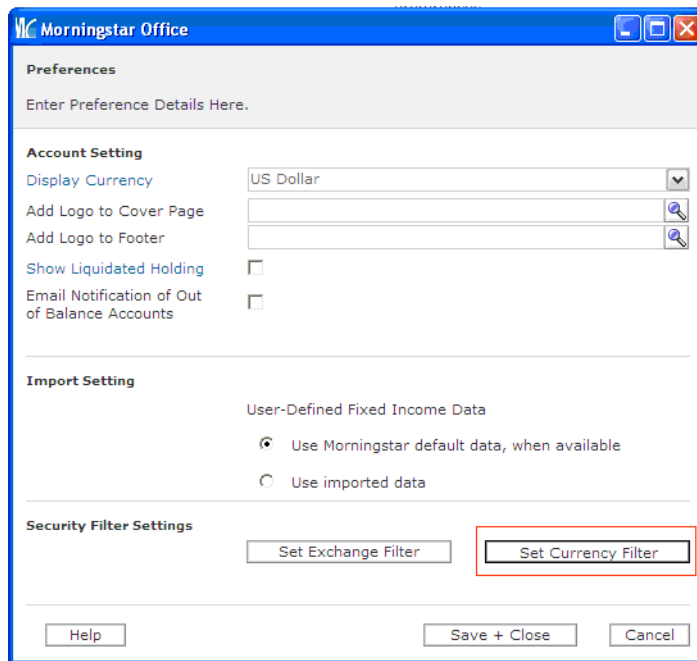 Morningstar Office
Preferences
Enter Preference Details Here.
Account Setting
Display Currency
US Dollar
Add Logo to Cover Page
Add Logo to Footer
Show Liquidated Holding
Email Notification of Out
of Balance Accounts
Import Setting
User-Defined Fixed Income Data
Use Morningstar default data, when available
Use imported data
Security Filter Settings
Set Exchange Filter
Set Currency Filter
Help
Save + Close
Cancel